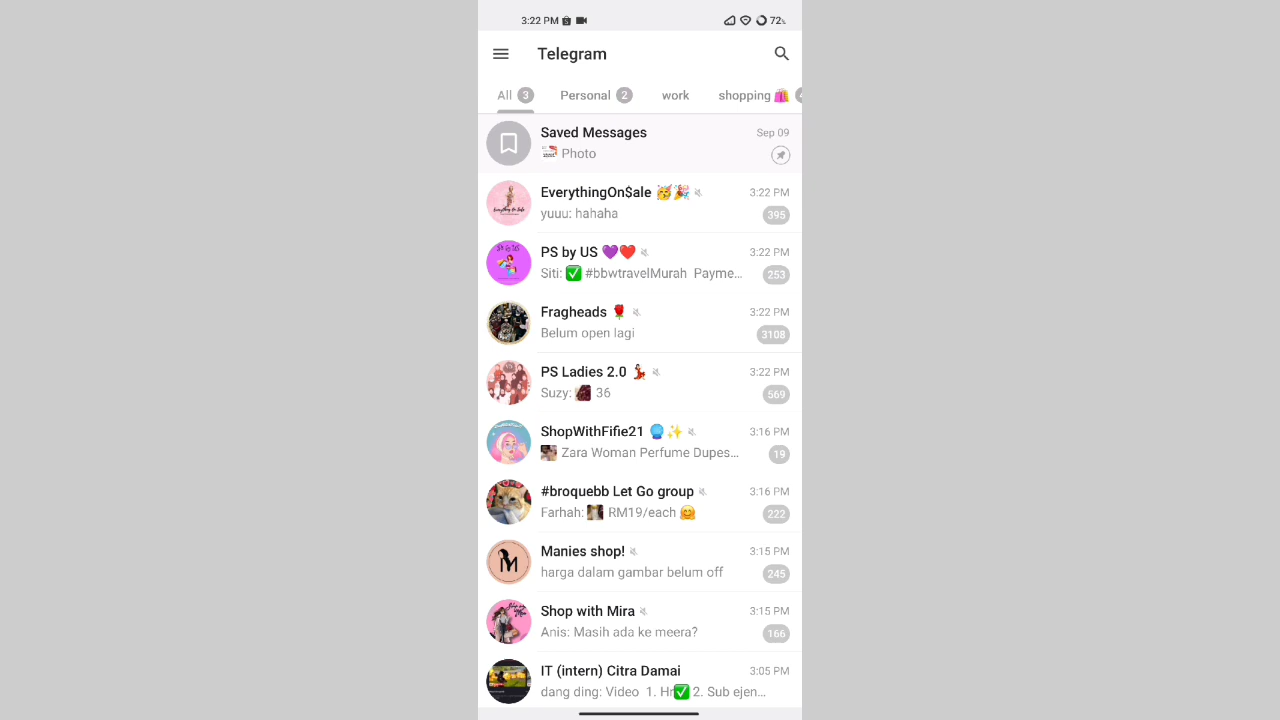 3:22 PM 72%
Telegram
All 3 Personal 2 work shopping 🛍️
Saved Messages Sep 09
Photo
EverythingOn$ale 🥳🎉 3:22 PM
yuuu: hahaha 395
PS by US 💜❤️ 3:22 PM
Siti: ✅ #bbwtravelMurah Payme... 253
Fragheads 🌹 3:22 PM
Belum open lagi 3108
PS Ladies 2.0 💃 3:22 PM
Suzy: 36 569
ShopWithFifie21 🔮✨ 3:16 PM
Zara Woman Perfume Dupes... 19
#broquebb Let Go group 3:16 PM
Farhah: RM19/each 🤗 222
Manies shop! 3:15 PM
harga dalam gambar belum off 245
Shop with Mira 3:15 PM
Anis: Masih ada ke meera? 166
IT (intern) Citra Damai 3:05 PM
dang ding: Video 1. Hr✅ 2. Sub ejen...